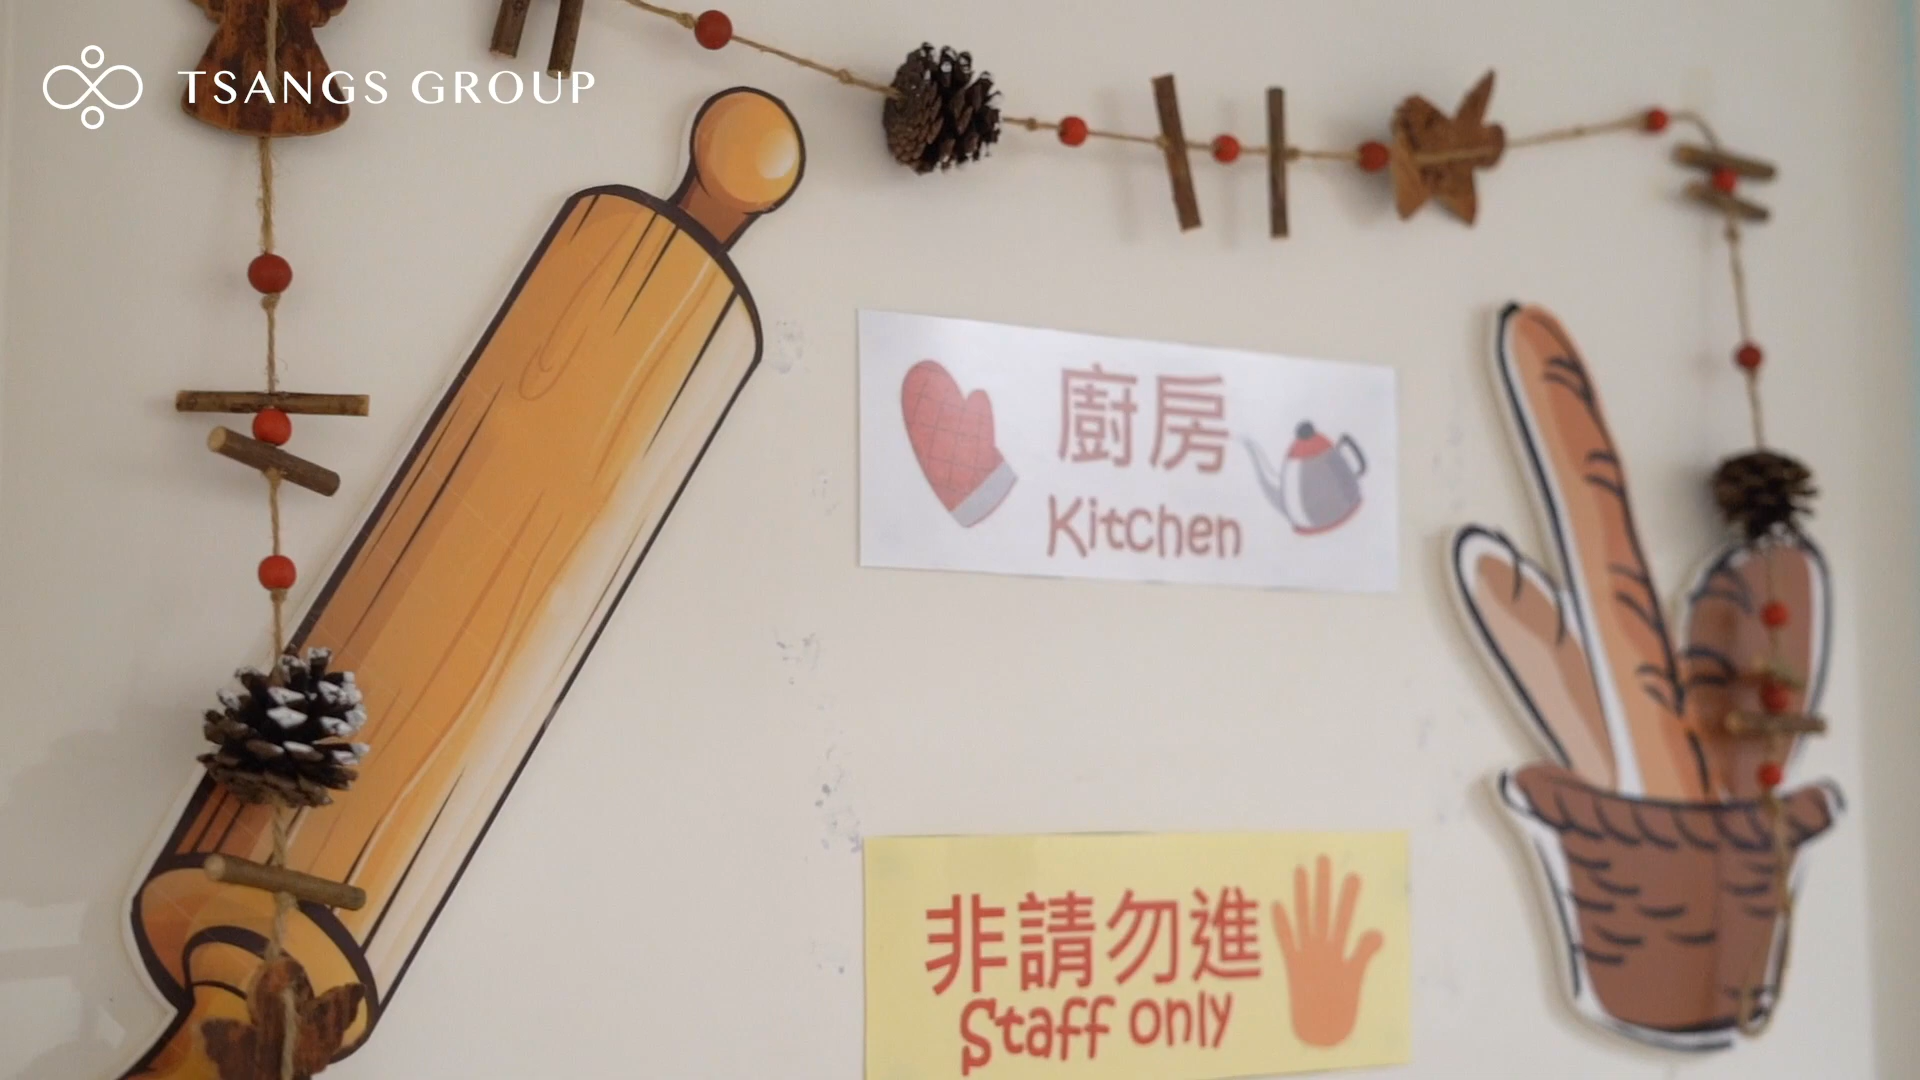 TSANGS GROUP
廚房
Kitchen
非請勿進
Staff only